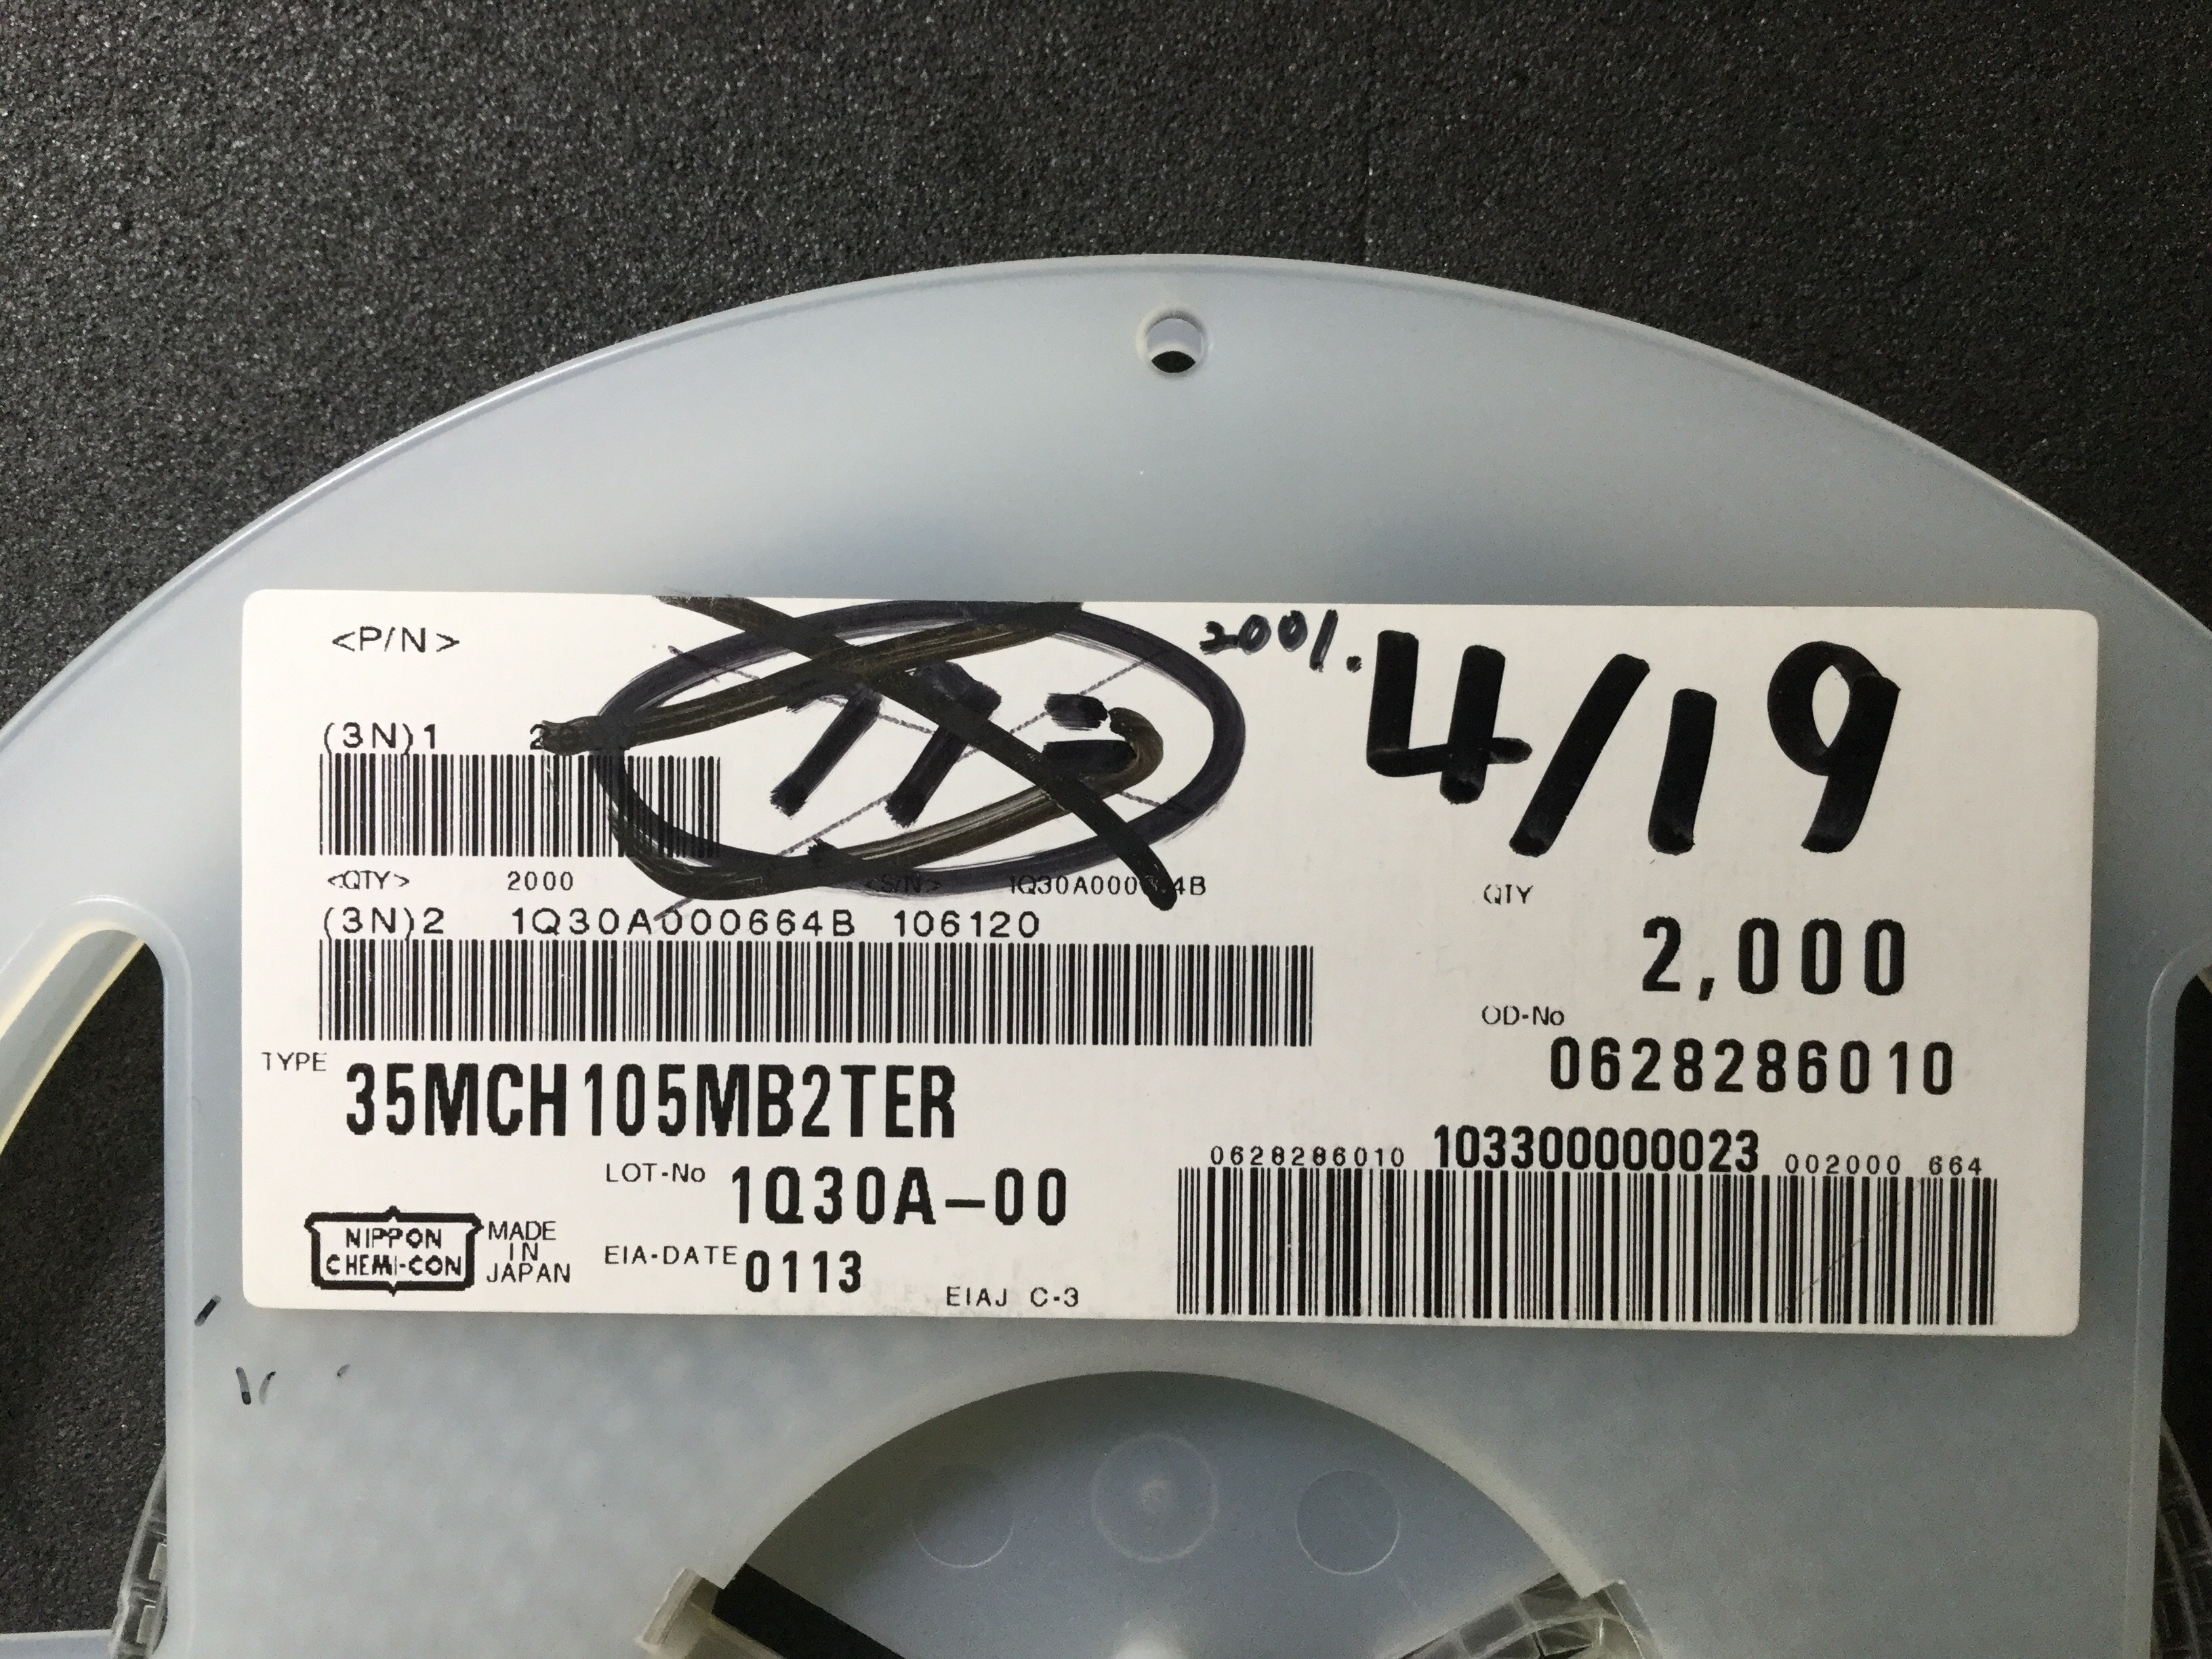 <P/N>
2001. 4/19
(3N)1
<QTY> 2000 <S/N>
QTY
2,000
(3N)2 1Q30A000664B 106120
OD-No
0628286010
TYPE 35MCH105MB2TER
0628286010 103300000023 002000 664
LOT-No 1Q30A-00
NIPPON
CHEMI-CON
MADE
IN
JAPAN
EIA-DATE 0113
EIAJ C-3